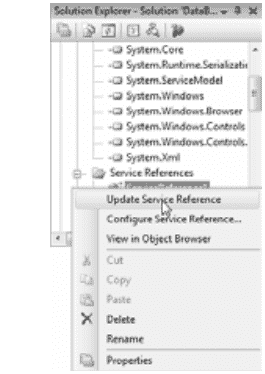 Solution Explorer - Solution 'DataB...
System.Core
System.Runtime.Serializatio
System.ServiceModel
System.Windows
System.Windows.Browser
System.Windows.Controls
System.Windows.Controls.
System.Xml
Service References
ServiceReference1
Update Service Reference
Configure Service Reference...
View in Object Browser
Cut
Copy
Paste
Delete
Rename
Properties